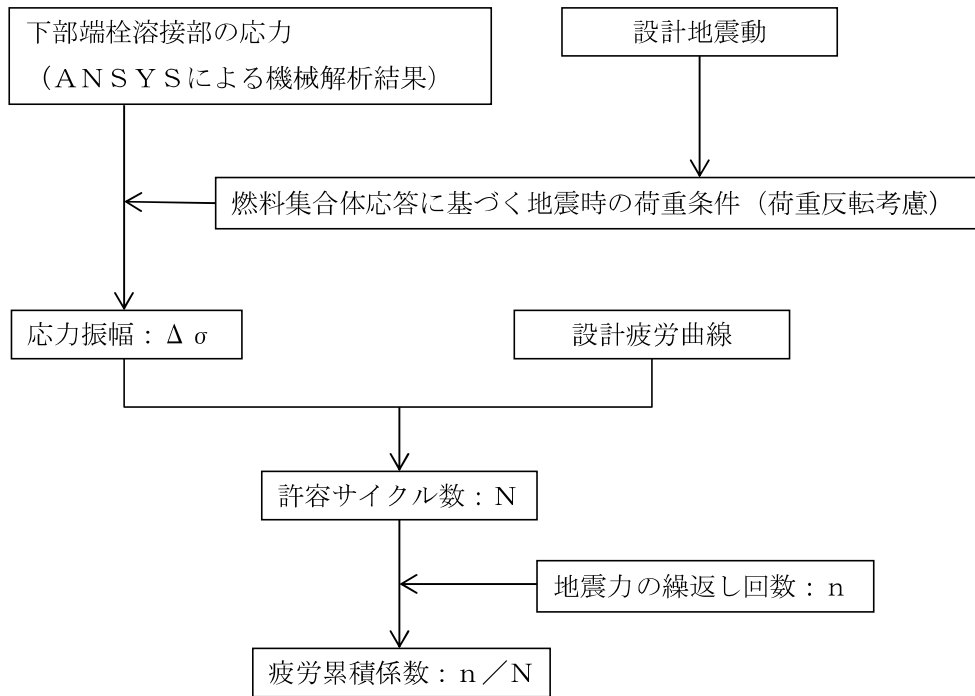 下部端栓溶接部の応力
（ＡＮＳＹＳによる機械解析結果）
設計地震動
燃料集合体応答に基づく地震時の荷重条件（荷重反転考慮）
応力振幅：Δσ
設計疲労曲線
許容サイクル数：Ｎ
地震力の繰返し回数：ｎ
疲労累積係数：ｎ／Ｎ